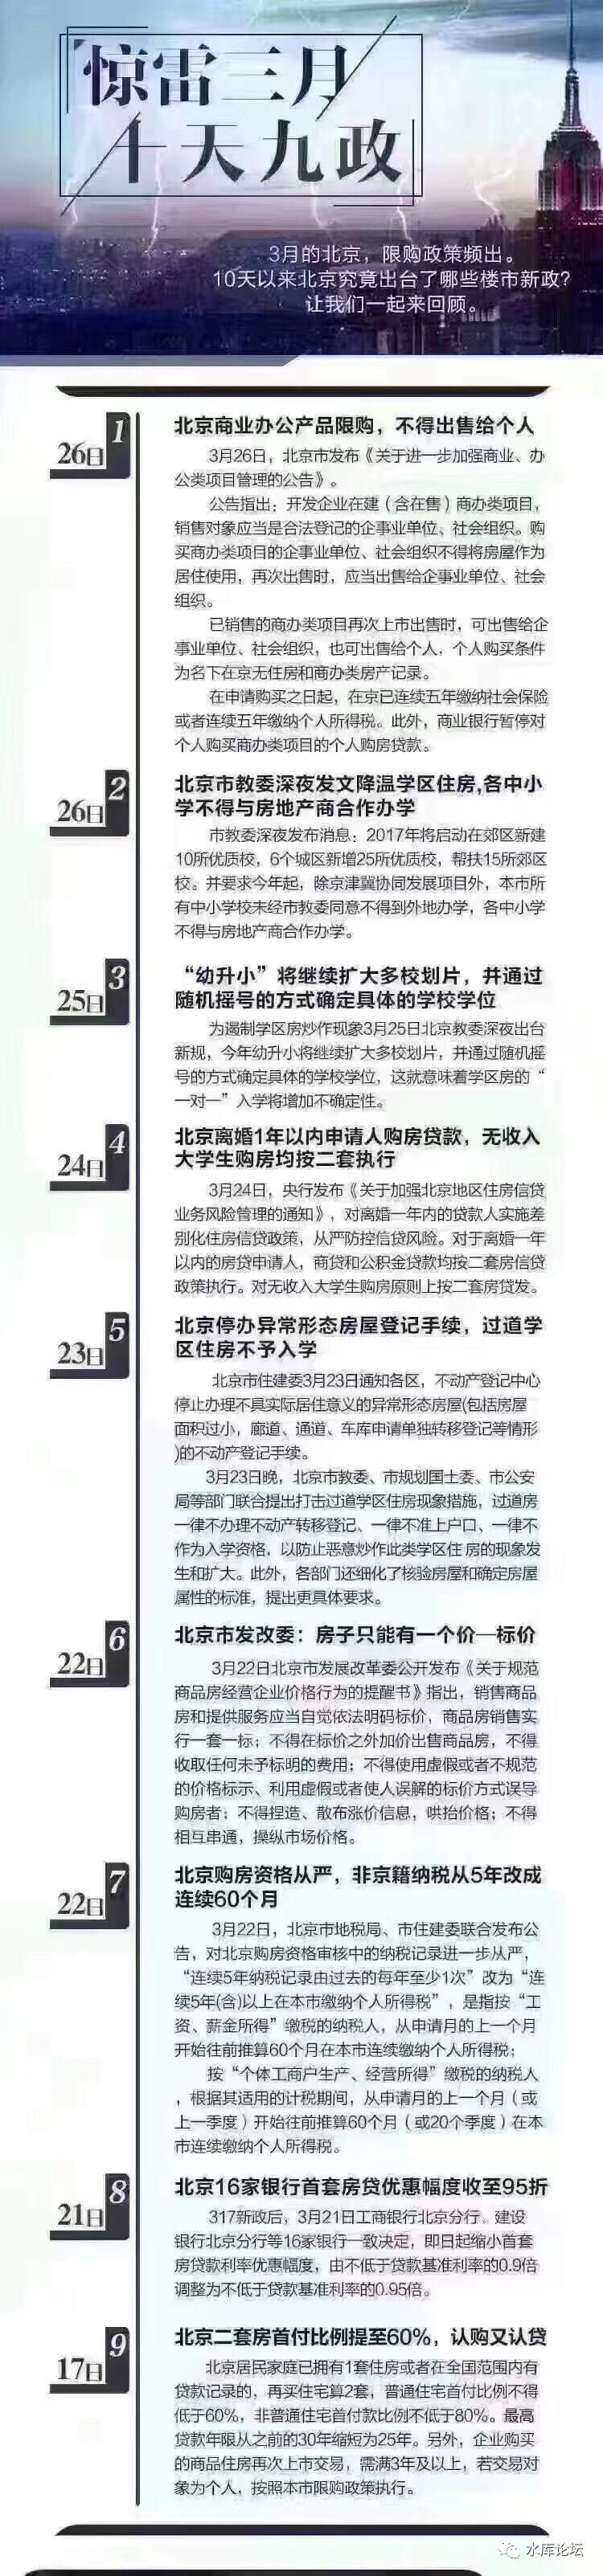 惊雷三月
十天九政
3月的北京，限购政策频出。
10天以来北京究竟出台了哪些楼市新政？
让我们一起来回顾。
1
26日
北京商业办公产品限购，不得出售给个人
3月26日，北京市发布《关于进一步加强商业、办
公类项目管理的公告》。
公告指出：开发企业在建（含在售）商办类项目，
销售对象应当是合法登记的企事业单位、社会组织。购
买商办类项目的企事业单位、社会组织不得将房屋作为
居住使用，再次出售时，应当出售给企事业单位、社会
组织。
已销售的商办类项目再次上市出售时，可出售给企
事业单位、社会组织，也可出售给个人，个人购买条件
为名下在京无住房和商办类房产记录。
在申请购买之日起，在京已连续五年缴纳社会保险
或者连续五年缴纳个人所得税。此外，商业银行暂停对
个人购买商办类项目的个人购房贷款。
2
26日
北京市教委深夜发文降温学区住房,各中小
学不得与房地产商合作办学
市教委深夜发布消息：2017年将启动在郊区新建
10所优质校，6个城区新增25所优质校，帮扶15所郊区
校。并要求今年起，除京津冀协同发展项目外，本市所
有中小学校未经市教委同意不得到外地办学，各中小学
不得与房地产商合作办学。
3
25日
“幼升小”将继续扩大多校划片，并通过
随机摇号的方式确定具体的学校学位
为遏制学区房炒作现象3月25日北京教委深夜出台
新规，今年幼升小将继续扩大多校划片，并通过随机摇
号的方式确定具体的学校学位，这就意味着学区房的“
一对一”入学将增加不确定性。
4
24日
北京离婚1年以内申请人购房贷款，无收入
大学生购房均按二套执行
3月24日，央行发布《关于加强北京地区住房信贷
业务风险管理的通知》，对离婚一年内的贷款人实施差
别化住房信贷政策，从严防控信贷风险。对于离婚一年
以内的房贷申请人，商贷和公积金贷款均按二套房信贷
政策执行。对无收入大学生购房原则上按二套房贷发。
5
23日
北京停办异常形态房屋登记手续，过道学
区住房不予入学
北京市住建委3月23日通知各区，不动产登记中心
停止办理不具实际居住意义的异常形态房屋(包括房屋
面积过小，廊道、通道、车库申请单独转移登记等情形
)的不动产登记手续。
3月23日晚，北京市教委、市规划国土委、市公安
局等部门联合提出打击过道学区住房现象措施，过道房
一律不办理不动产转移登记、一律不准上户口、一律不
作为入学资格，以防止恶意炒作此类学区住 房的现象发
生和扩大。此外，各部门还细化了核验房屋和确定房屋
属性的标准，提出更具体要求。
6
22日
北京市发改委：房子只能有一个价—标价
3月22日北京市发展改革委公开发布《关于规范
商品房经营企业价格行为的提醒书》指出，销售商品
房和提供服务应当自觉依法明码标价，商品房销售实
行一套一标；不得在标价之外加价出售商品房，不得
收取任何未予标明的费用；不得使用虚假或者不规范
的价格标示、利用虚假或者使人误解的标价方式误导
购房者；不得捏造、散布涨价信息，哄抬价格；不得
相互串通，操纵市场价格。
7
22日
北京购房资格从严，非京籍纳税从5年改成
连续60个月
3月22日，北京市地税局、市住建委联合发布公
告，对北京购房资格审核中的纳税记录进一步从严，
“连续5年纳税记录由过去的每年至少1次”改为“连
续5年(含)以上在本市缴纳个人所得税”，是指按“工
资、薪金所得”缴税的纳税人，从申请月的上一个月
开始往前推算60个月在本市连续缴纳个人所得税；
按“个体工商户生产、经营所得”缴税的纳税人
，根据其适用的计税期间，从申请月的上一个月（或
上一季度）开始往前推算60个月（或20个季度）在本
市连续缴纳个人所得税。
8
21日
北京16家银行首套房贷优惠幅度收至95折
317新政后，3月21日工商银行北京分行、建设
银行北京分行等16家银行一致决定，即日起缩小首套
房贷款利率优惠幅度，由不低于贷款基准利率的0.9倍
调整为不低于贷款基准利率的0.95倍。
9
17日
北京二套房首付比例提至60%，认购又认贷
北京居民家庭已拥有1套住房或者在全国范围内有
贷款记录的，再买住宅算2套，普通住宅首付比例不得
低于60%，非普通住宅首付款比例不低于80%。最高
贷款年限从之前的30年缩短为25年。另外，企业购买
的商品住房再次上市交易，需满3年及以上，若交易对
象为个人，按照本市限购政策执行。
水库论坛